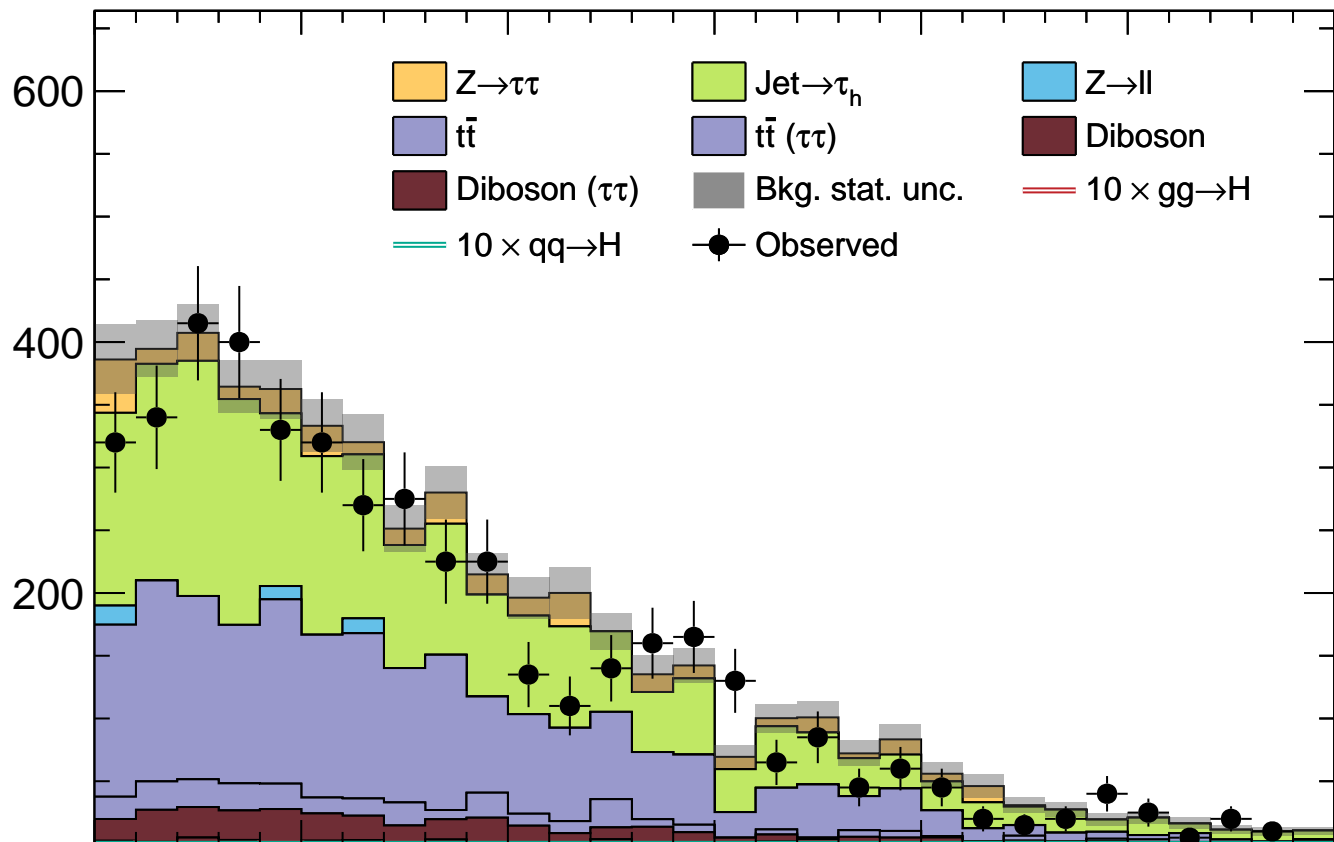 600
Z→ττ Jet→τh Z→ll
tt̄ tt̄ (ττ) Diboson
Diboson (ττ) Bkg. stat. unc. 10 × gg→H
10 × qq→H Observed
400
200